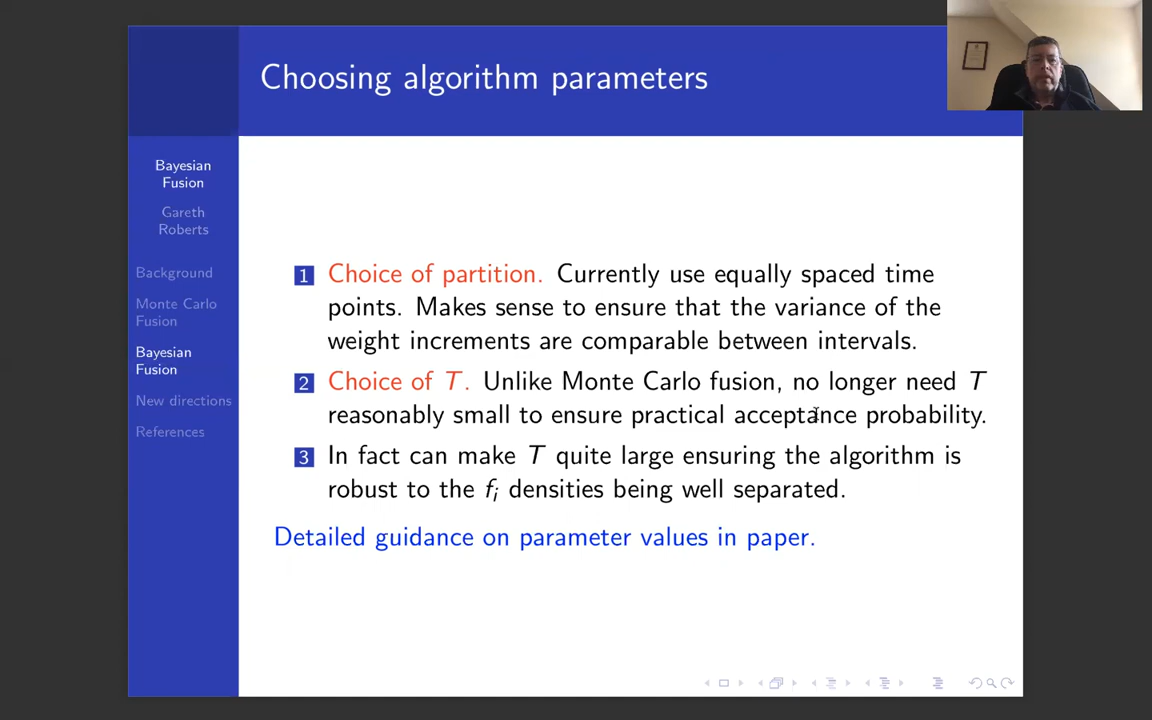 Choosing algorithm parameters
Bayesian
Fusion
Gareth
Roberts
Background
Monte Carlo
Fusion
Bayesian
Fusion
New directions
References
1 Choice of partition. Currently use equally spaced time
points. Makes sense to ensure that the variance of the
weight increments are comparable between intervals.
2 Choice of T. Unlike Monte Carlo fusion, no longer need T
reasonably small to ensure practical acceptance probability.
3 In fact can make T quite large ensuring the algorithm is
robust to the fᵢ densities being well separated.
Detailed guidance on parameter values in paper.